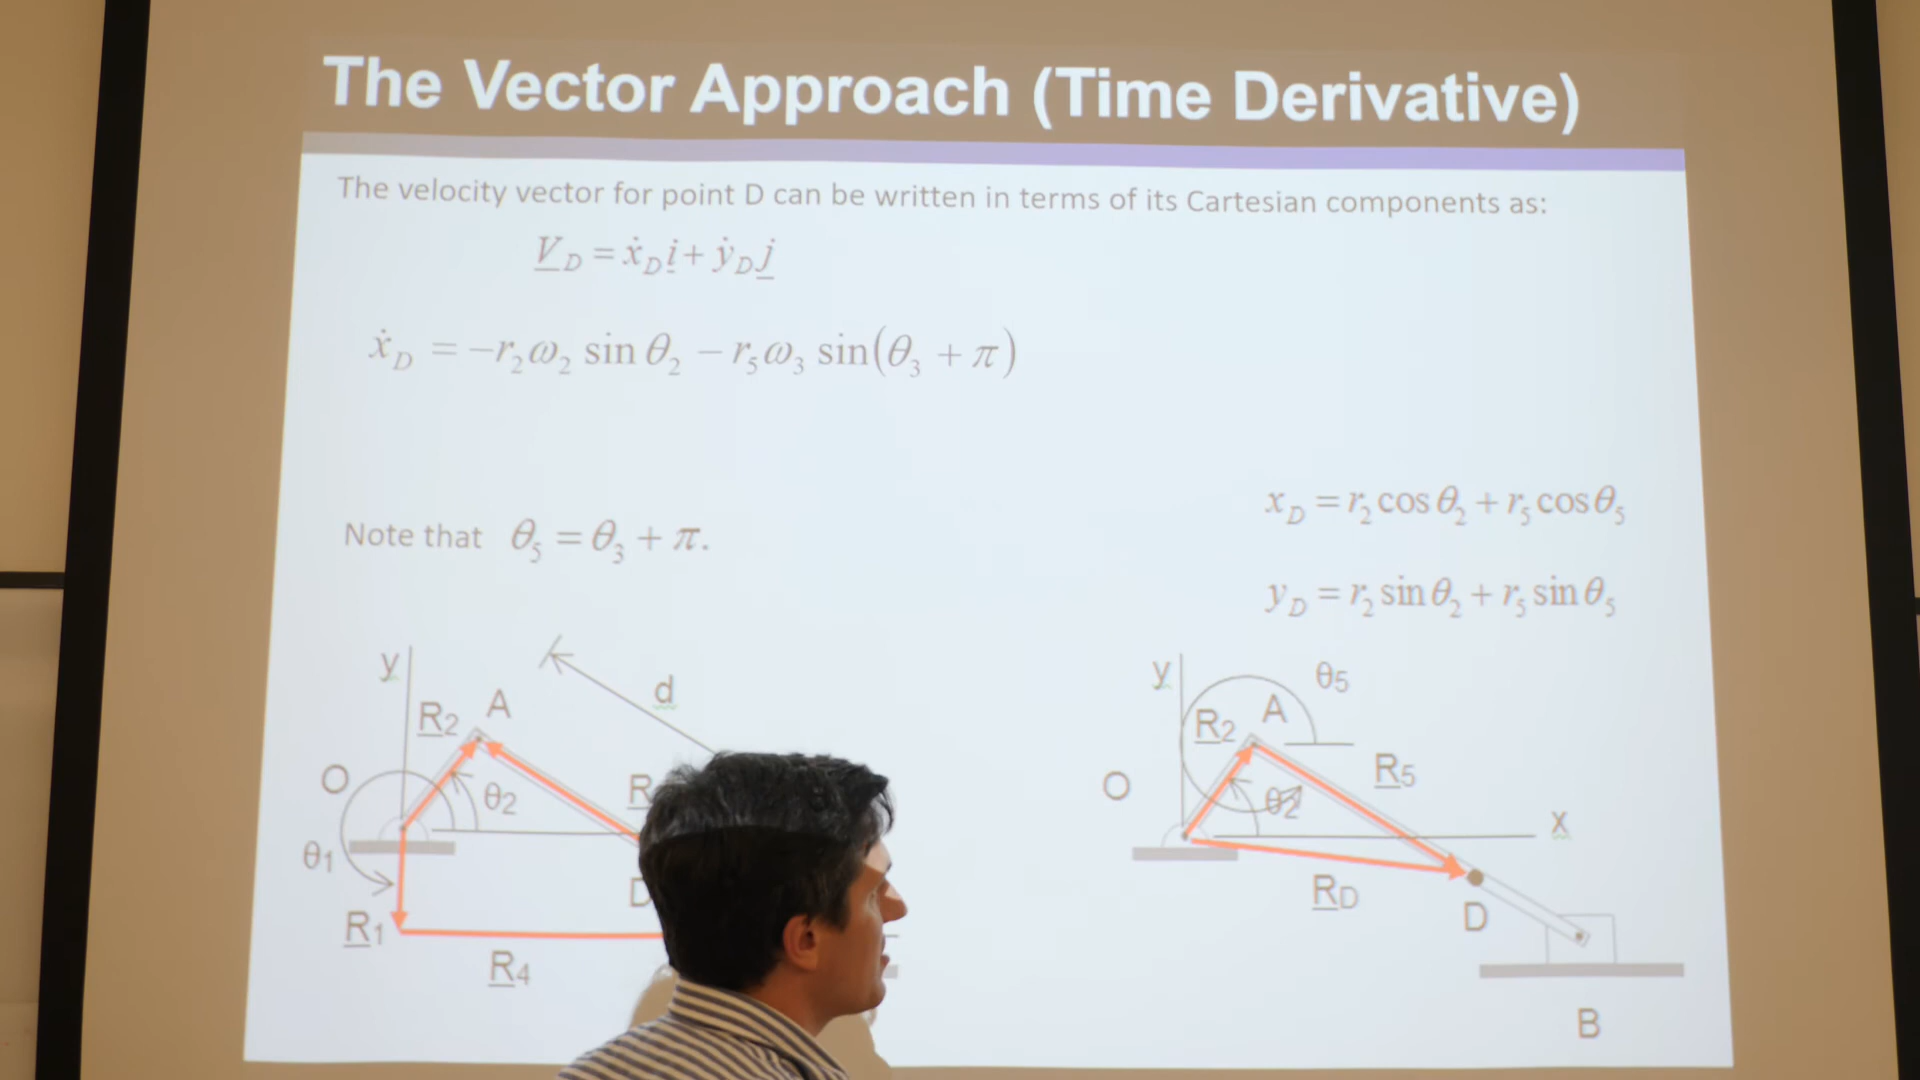 The Vector Approach (Time Derivative)
The velocity vector for point D can be written in terms of its Cartesian components as:
V_D = ẋ_D i + ẏ_D j
ẋ_D = −r₂ω₂ sin θ₂ − r₅ω₃ sin(θ₃ + π)
x_D = r₂ cos θ₂ + r₅ cos θ₅
Note that θ₅ = θ₃ + π.
y_D = r₂ sin θ₂ + r₅ sin θ₅
y
d
R₂ A
O
θ₂
θ₁
R₁
R₄
y
θ₅
R₂ A
R₅
O
θ₂
x
R_D
D
B